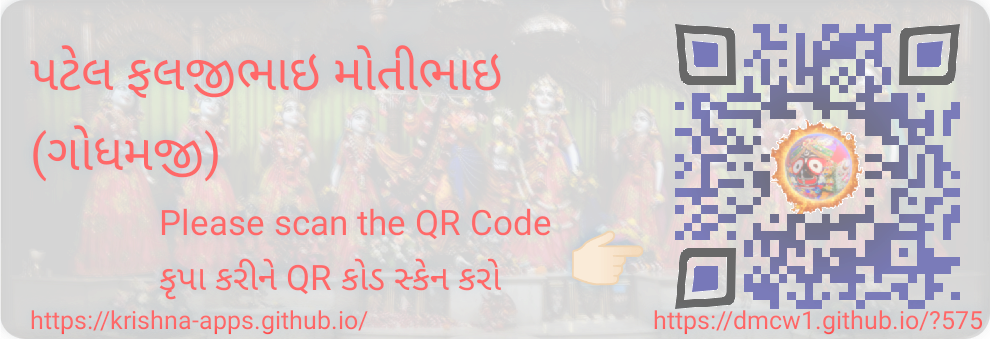 પટેલ ફલજીભાઇ મોતીભાઇ
(ગોધમજી)
Please scan the QR Code
કૃપા કરીને QR કોડ સ્કેન કરો
https://krishna-apps.github.io/
https://dmcw1.github.io/?575